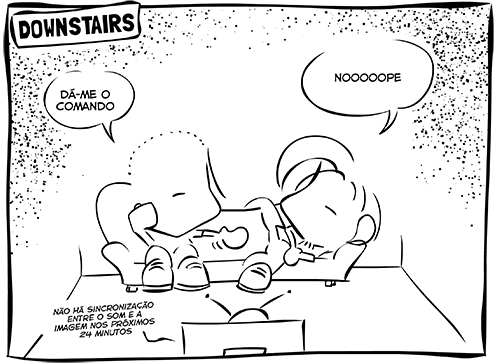 DOWNSTAIRS
DÁ-ME O
COMANDO
NOOOOOPE
NÃO HÁ SINCRONIZAÇÃO
ENTRE O SOM E A
IMAGEM NOS PRÓXIMOS
24 MINUTOS